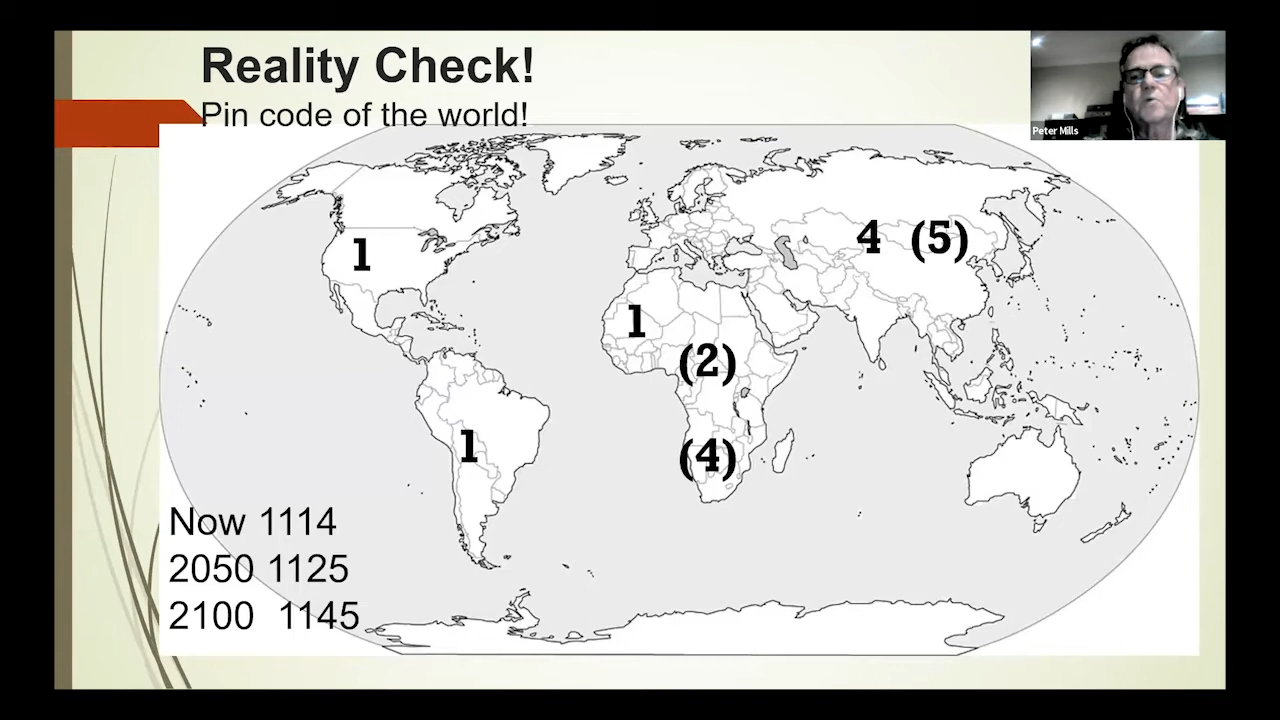 Reality Check!
Pin code of the world!
Peter Mills
1
4 (5)
1
(2)
1
(4)
Now 1114
2050 1125
2100 1145